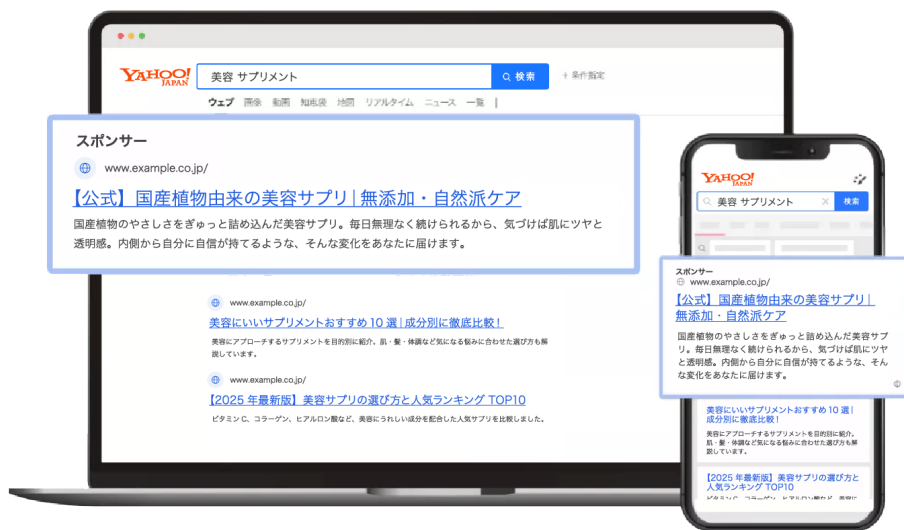 YAHOO!
JAPAN
美容 サプリメント
検索
+ 条件指定
ウェブ 画像 動画 知恵袋 地図 リアルタイム ニュース 一覧
スポンサー
www.example.co.jp/
【公式】国産植物由来の美容サプリ|無添加・自然派ケア
国産植物のやさしさをぎゅっと詰め込んだ美容サプリ。毎日無理なく続けられるから、気づけば肌にツヤと
透明感。内側から自分に自信が持てるような、そんな変化をあなたに届けます。
www.example.co.jp/
美容にいいサプリメントおすすめ 10 選|成分別に徹底比較!
美容にアプローチするサプリメントを目的別に紹介。肌・髪・体調など気になる悩みに合わせた選び方も解
説しています。
www.example.co.jp/
【2025 年最新版】美容サプリの選び方と人気ランキング TOP10
ビタミン C、コラーゲン、ヒアルロン酸など、美容にうれしい成分を配合した人気サプリを比較しました。
YAHOO!
JAPAN
美容 サプリメント
検索
スポンサー
www.example.co.jp/
【公式】国産植物由来の美容サプリ|
無添加・自然派ケア
国産植物のやさしさをぎゅっと詰め込んだ美容サプ
リ。毎日無理なく続けられるから、気づけば肌にツヤ
と透明感。内側から自分に自信が持てるような、そん
な変化をあなたに届けます。
美容にいいサプリメントおすすめ 10 選|
成分別に徹底比較!
美容にアプローチするサプリメントを目的別に紹介。
肌・髪・体調など気になる悩みに合わせた選び方も解
説しています。
【2025 年最新版】美容サプリの選び方と
人気ランキング TOP10